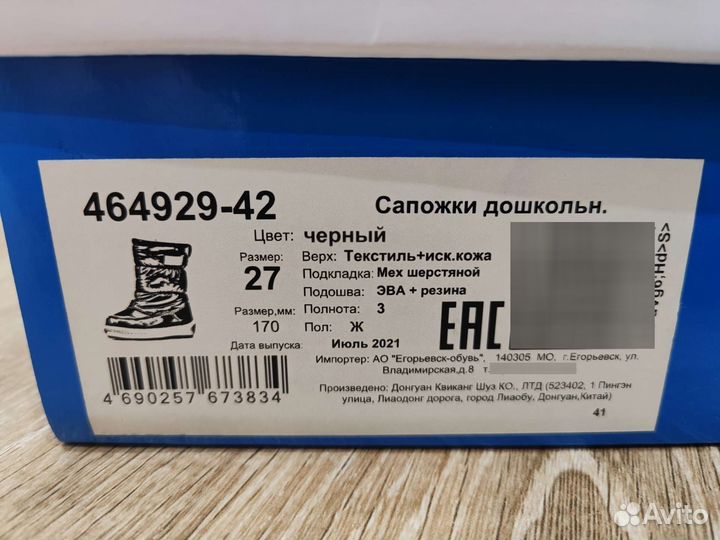 464929-42
Сапожки дошкольн.
Цвет: черный
Размер: 27
Верх: Текстиль+иск.кожа
Подкладка: Мех шерстяной
Подошва: ЭВА + резина
Размер,мм: 170
Полнота: 3
Пол: Ж
Дата выпуска: Июль 2021
EAC
Импортер: АО "Егорьевск-обувь", 140305 МО, г.Егорьевск, ул.
Владимирская,д.8 т.
4 690257 673834
Произведено: Донгуан Квиканг Шуз КО., ЛТД (523402, 1 Пингэн
улица, Лиаодонг дорога, город Лиаобу, Донгуан,Китай)
41
Avito